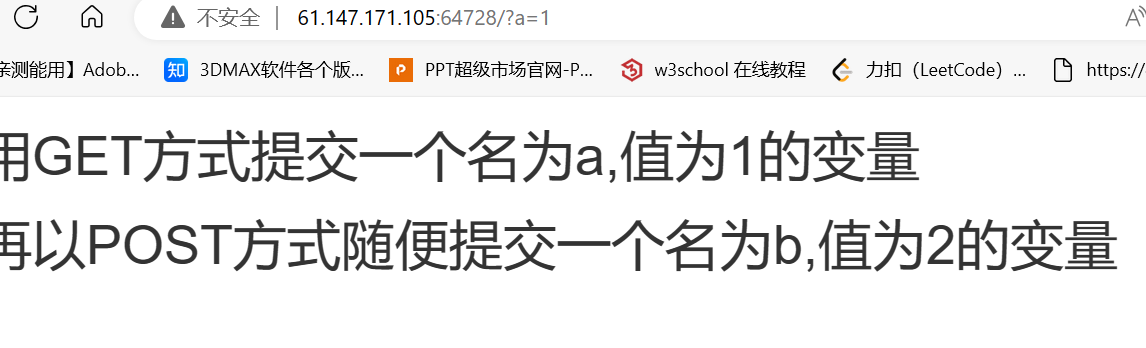 不安全 | 61.147.171.105:64728/?a=1
亲测能用】Adob... 知 3DMAX软件各个版... P PPT超级市场官网-P... w3school 在线教程 力扣（LeetCode）... https://
用GET方式提交一个名为a,值为1的变量
再以POST方式随便提交一个名为b,值为2的变量